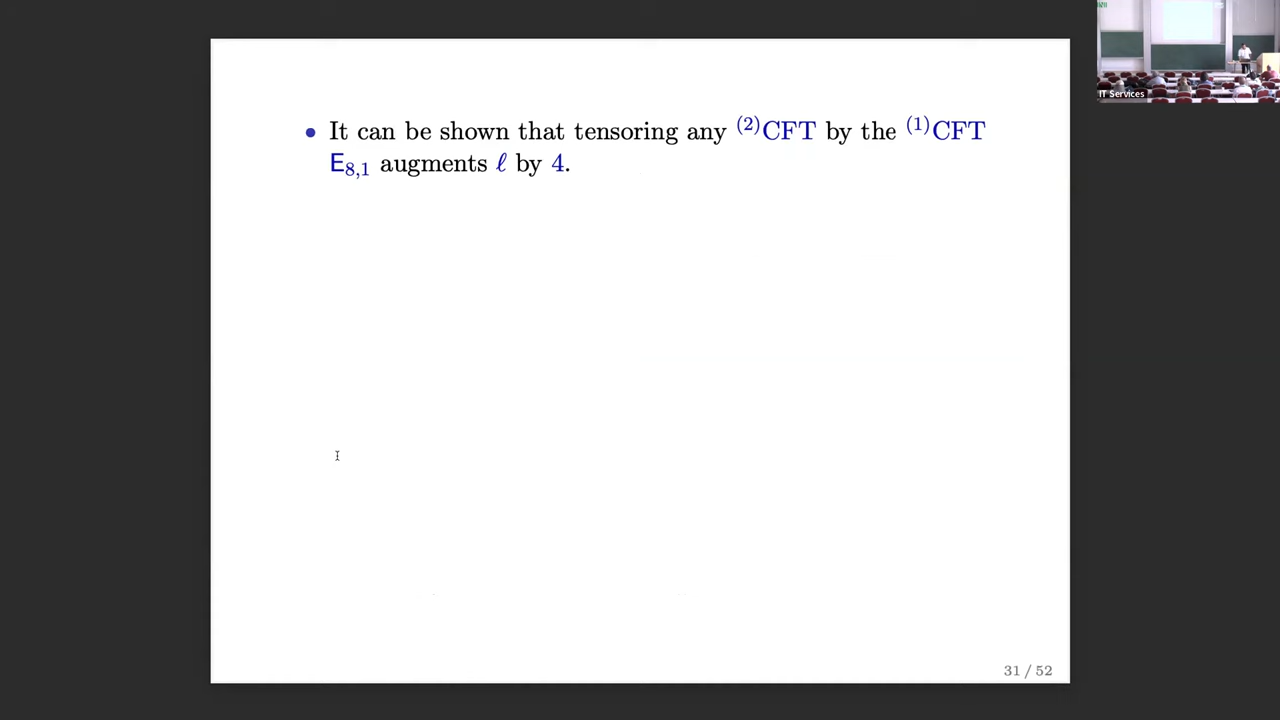 • It can be shown that tensoring any ⁽²⁾CFT by the ⁽¹⁾CFT
E₈,₁ augments ℓ by 4.
31 / 52
IT Services